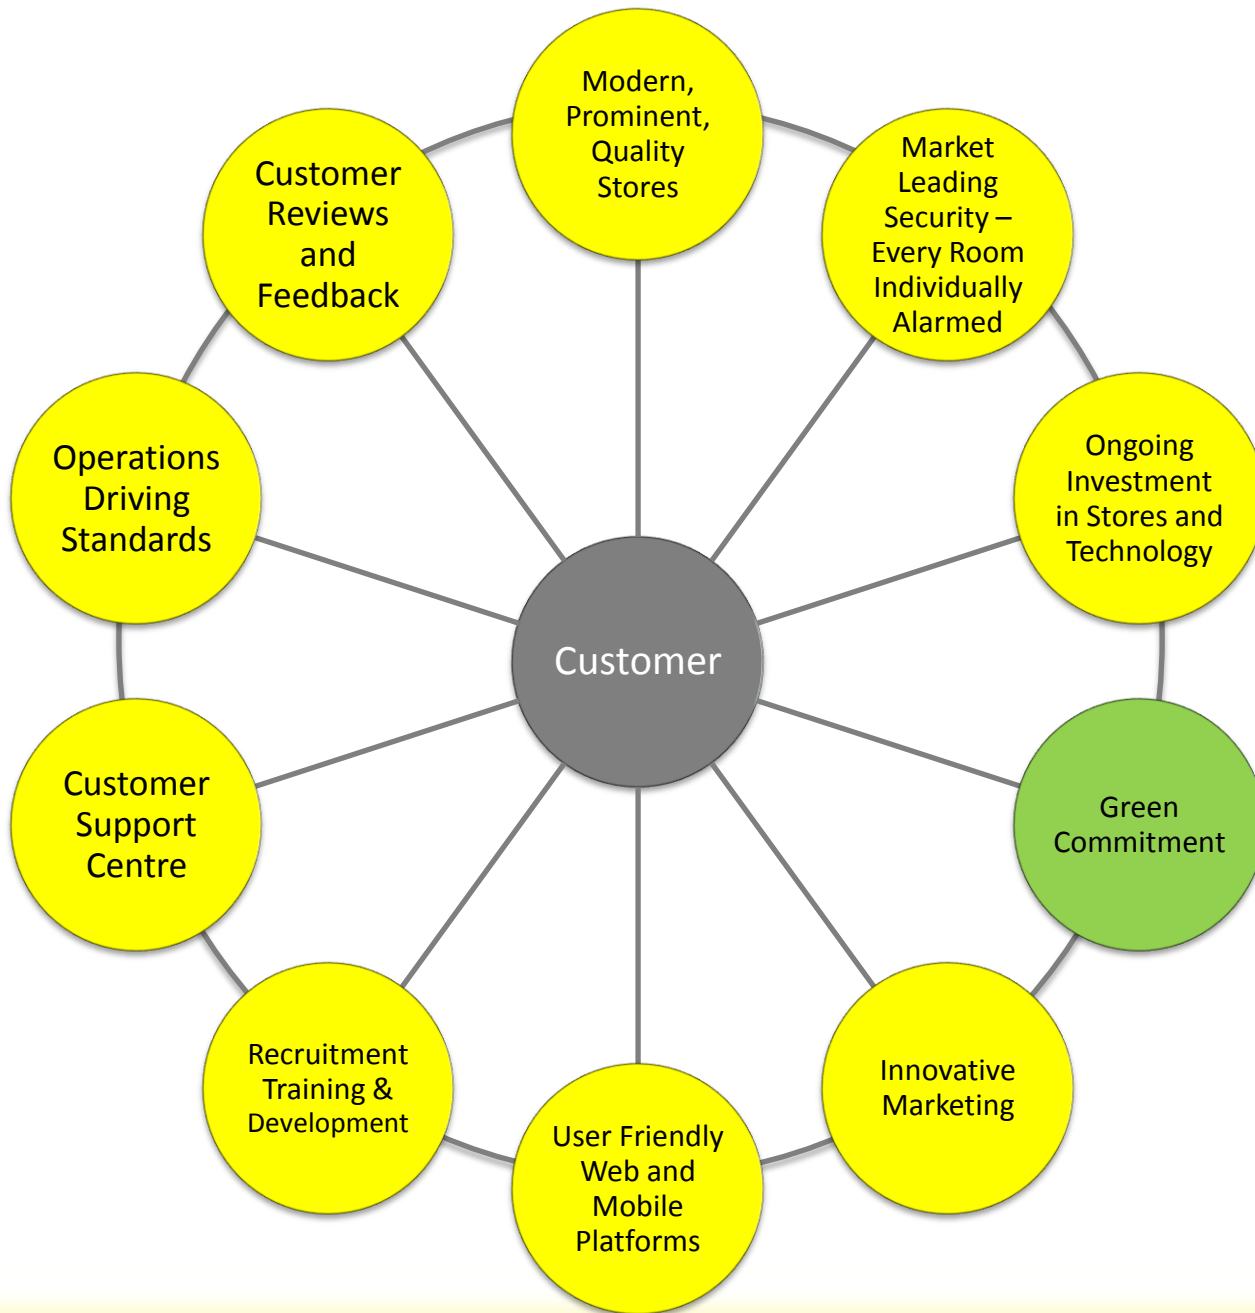 Modern,
Prominent,
Quality
Stores
Market
Leading
Security –
Every Room
Individually
Alarmed
Ongoing
Investment
in Stores and
Technology
Green
Commitment
Innovative
Marketing
User Friendly
Web and
Mobile
Platforms
Recruitment
Training &
Development
Customer
Support
Centre
Operations
Driving
Standards
Customer
Reviews
and
Feedback
Customer